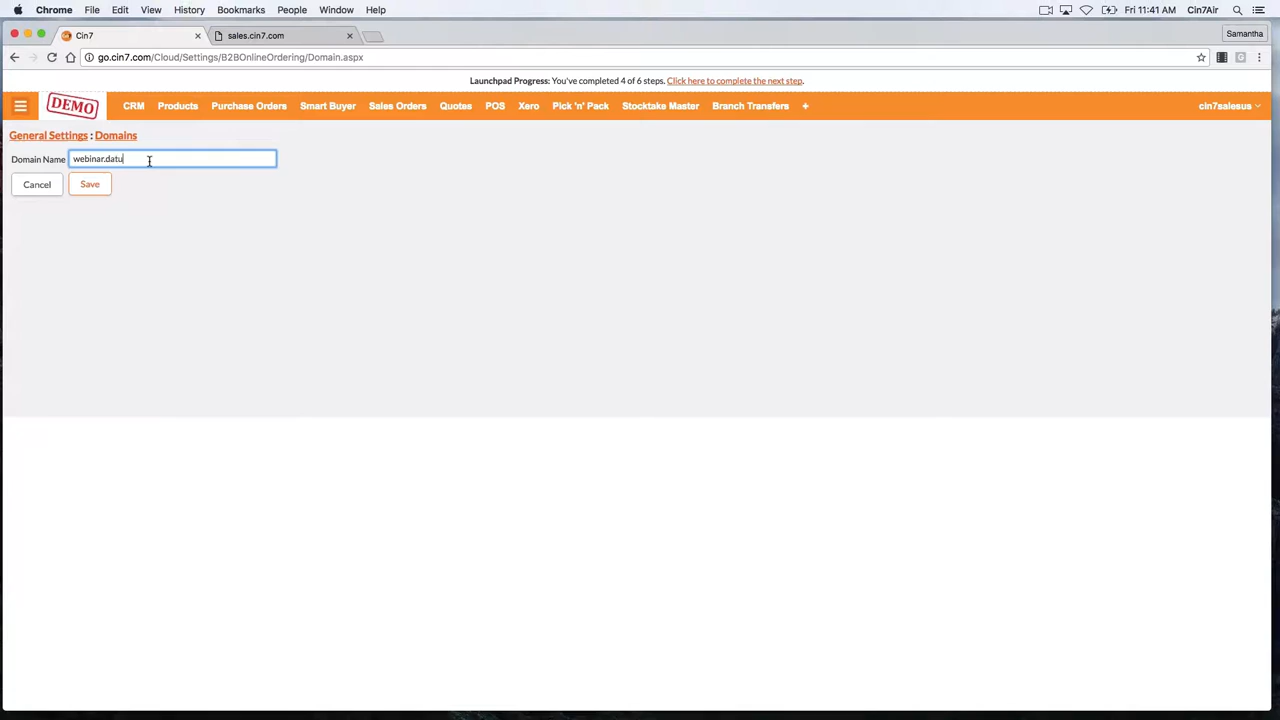 Chrome File Edit View History Bookmarks People Window Help Fri 11:41 AM Cin7Air
Cin7 sales.cin7.com Samantha
go.cin7.com/Cloud/Settings/B2BOnlineOrdering/Domain.aspx
Launchpad Progress: You've completed 4 of 6 steps. Click here to complete the next step.
DEMO CRM Products Purchase Orders Smart Buyer Sales Orders Quotes POS Xero Pick 'n' Pack Stocktake Master Branch Transfers + cin7salesus
General Settings : Domains
Domain Name webinar.datu
Cancel Save